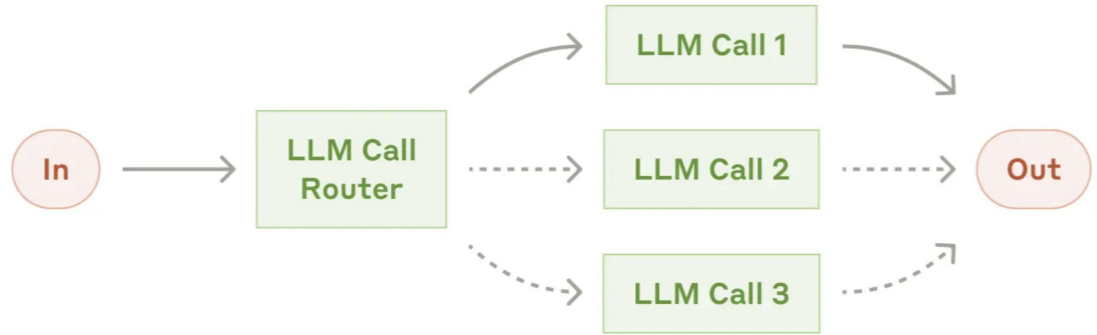 In
LLM Call
Router
LLM Call 1
LLM Call 2
LLM Call 3
Out